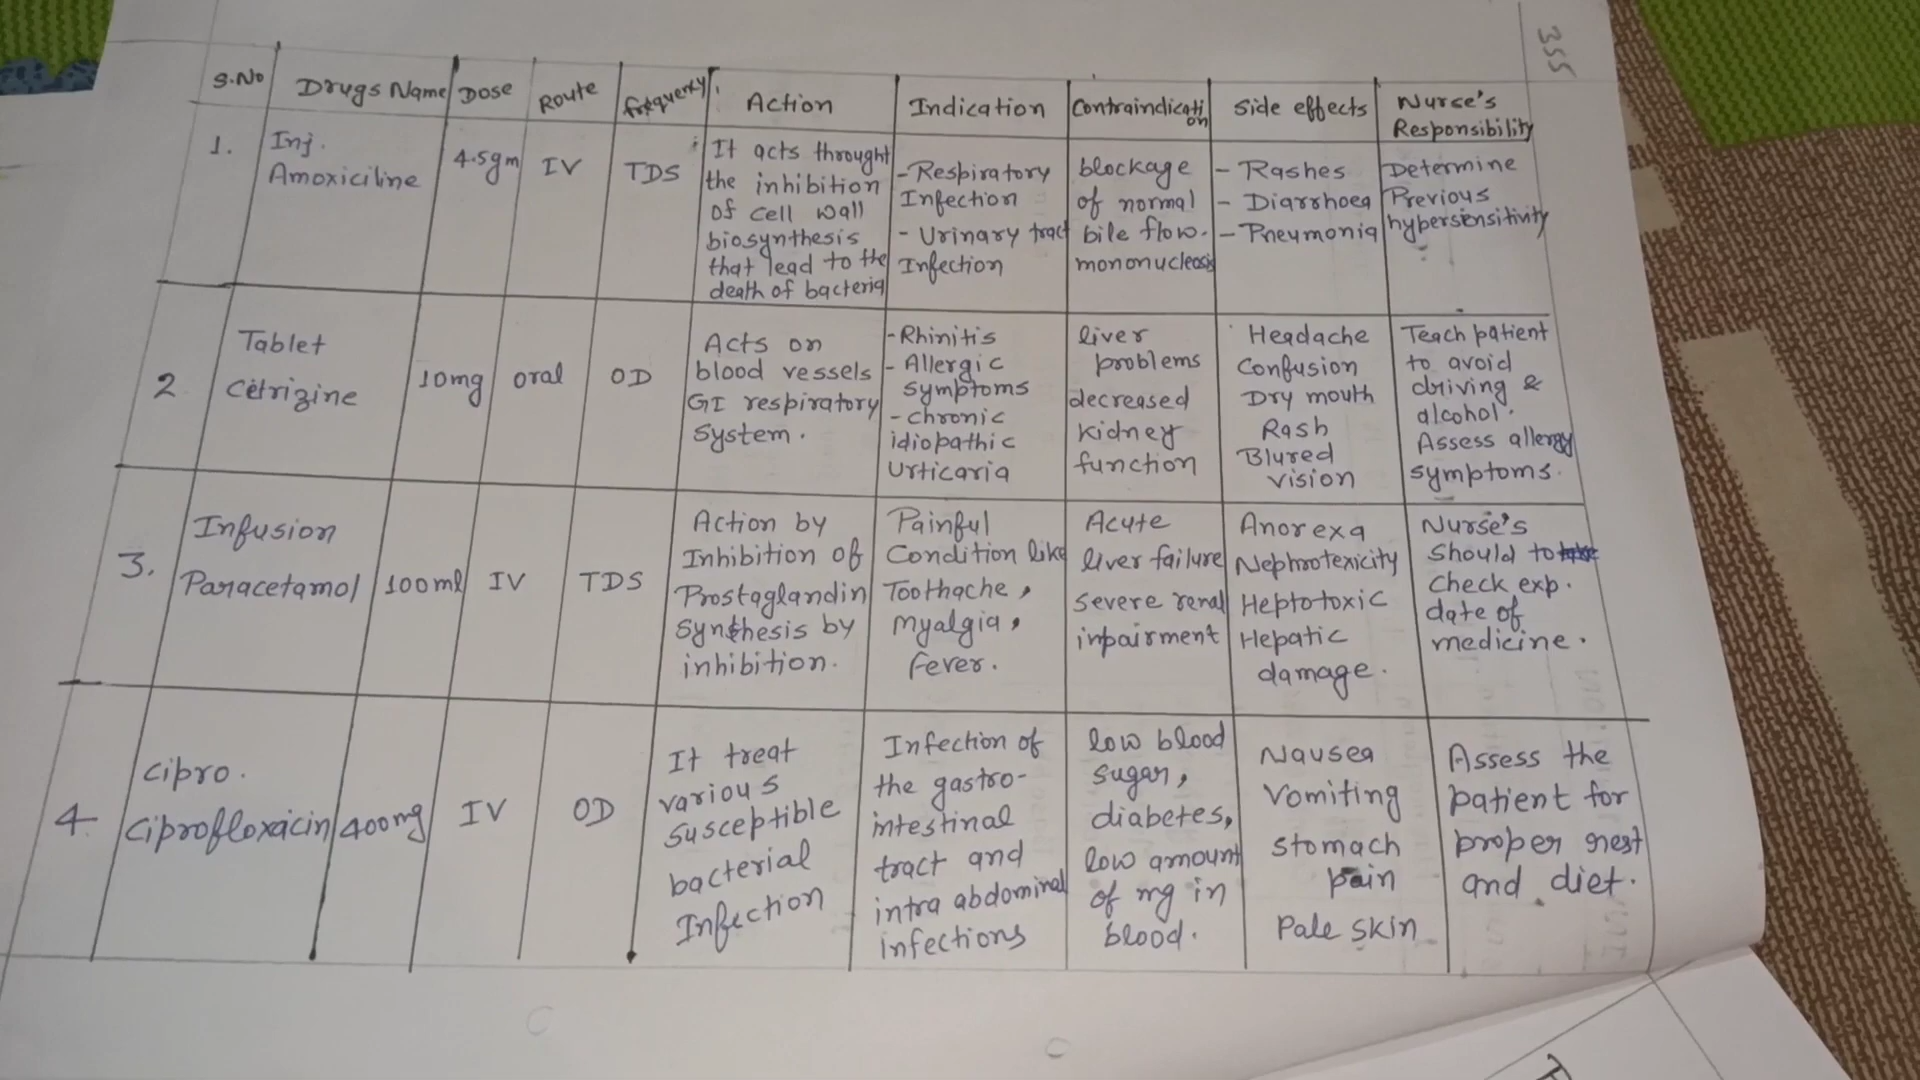 355
S.No Drugs Name Dose Route frequency Action Indication Contraindication Side effects Nurse's Responsibility
1.
Inj.
Amoxiciline
4.5gm
IV
TDS
It acts throught
the inhibition
of cell wall
biosynthesis
that lead to the
death of bacteria
- Respiratory
Infection
- Urinary tract
Infection
blockage
of normal
bile flow.
mononucleosis
- Rashes
- Diarrhoea
- Pneumonia
Determine
Previous
hypersensitivity
2
Tablet
Cetrizine
10mg
oral
OD
Acts on
blood vessels
GI respiratory
system.
- Rhinitis
- Allergic
symptoms
- chronic
idiopathic
Urticaria
liver
problems
decreased
kidney
function
Headache
Confusion
Dry mouth
Rash
Blured
vision
Teach patient
to avoid
driving &
alcohol.
Assess allergy
symptoms.
3.
Infusion
Paracetamol
100ml
IV
TDS
Action by
Inhibition of
Prostaglandin
Synthesis by
inhibition.
Painful
Condition like
Toothache,
Myalgia,
Fever.
Acute
liver failure
severe renal
inpairment
Anorexa
Nephrotexicity
Heptotoxic
Hepatic
damage.
Nurse's
should to
check exp.
date of
medicine.
4.
cipro.
ciprofloxacin
400mg
IV
OD
It treat
various
susceptible
bacterial
Infection
Infection of
the gastro-
intestinal
tract and
intra abdominal
infections
low blood
sugar,
diabetes,
low amount
of mg in
blood.
Nausea
Vomiting
stomach
pain
Pale skin
Assess the
patient for
proper rest
and diet.